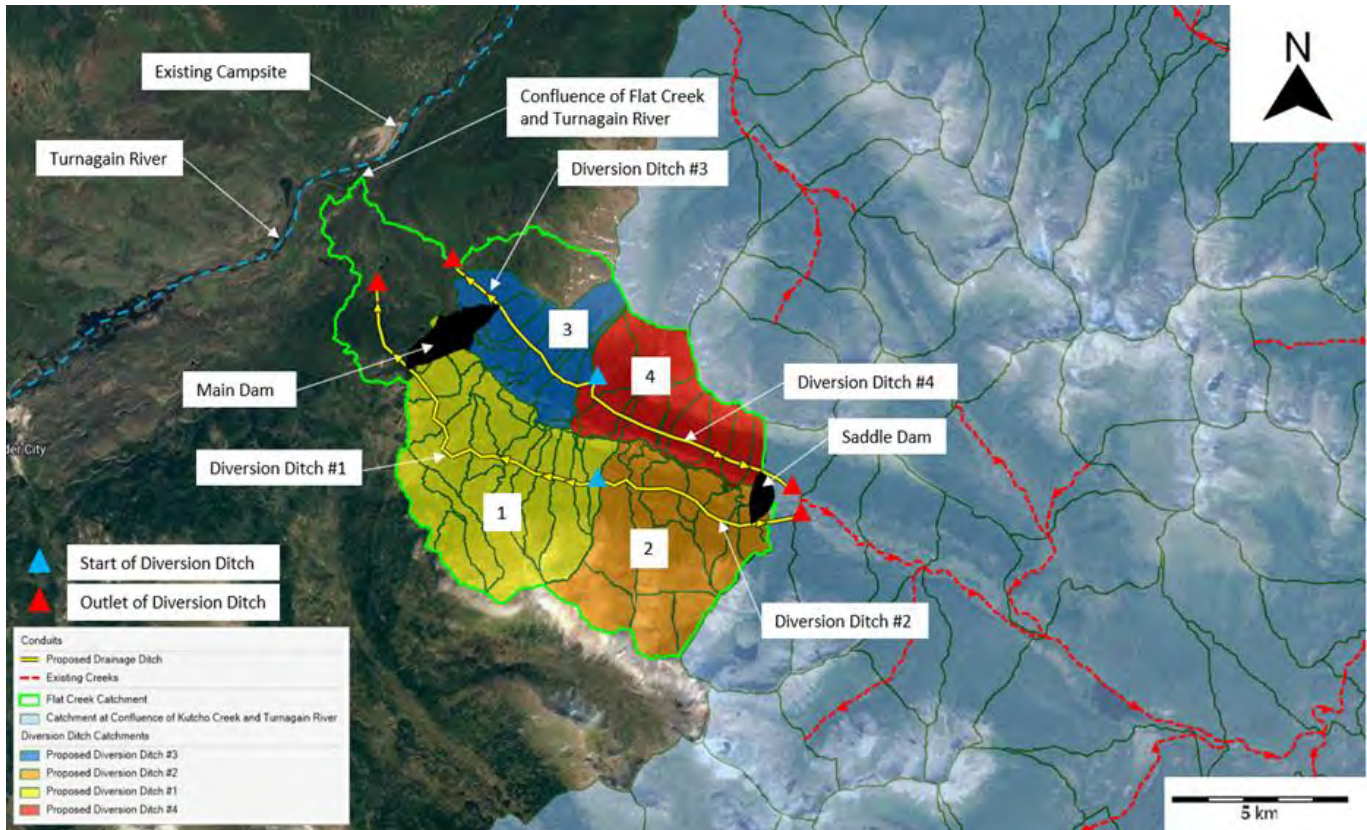 N
Existing Campsite
Confluence of Flat Creek
and Turnagain River
Turnagain River
Diversion Ditch #3
3
4
Main Dam
Diversion Ditch #4
Saddle Dam
Diversion Ditch #1
1
2
Diversion Ditch #2
der City
Start of Diversion Ditch
Outlet of Diversion Ditch
Conduits
Proposed Drainage Ditch
Existing Creeks
Flat Creek Catchment
Catchment at Confluence of Kutcho Creek and Turnagain River
Diversion Ditch Catchments
Proposed Diversion Ditch #3
Proposed Diversion Ditch #2
Proposed Diversion Ditch #1
Proposed Diversion Ditch #4
5 km